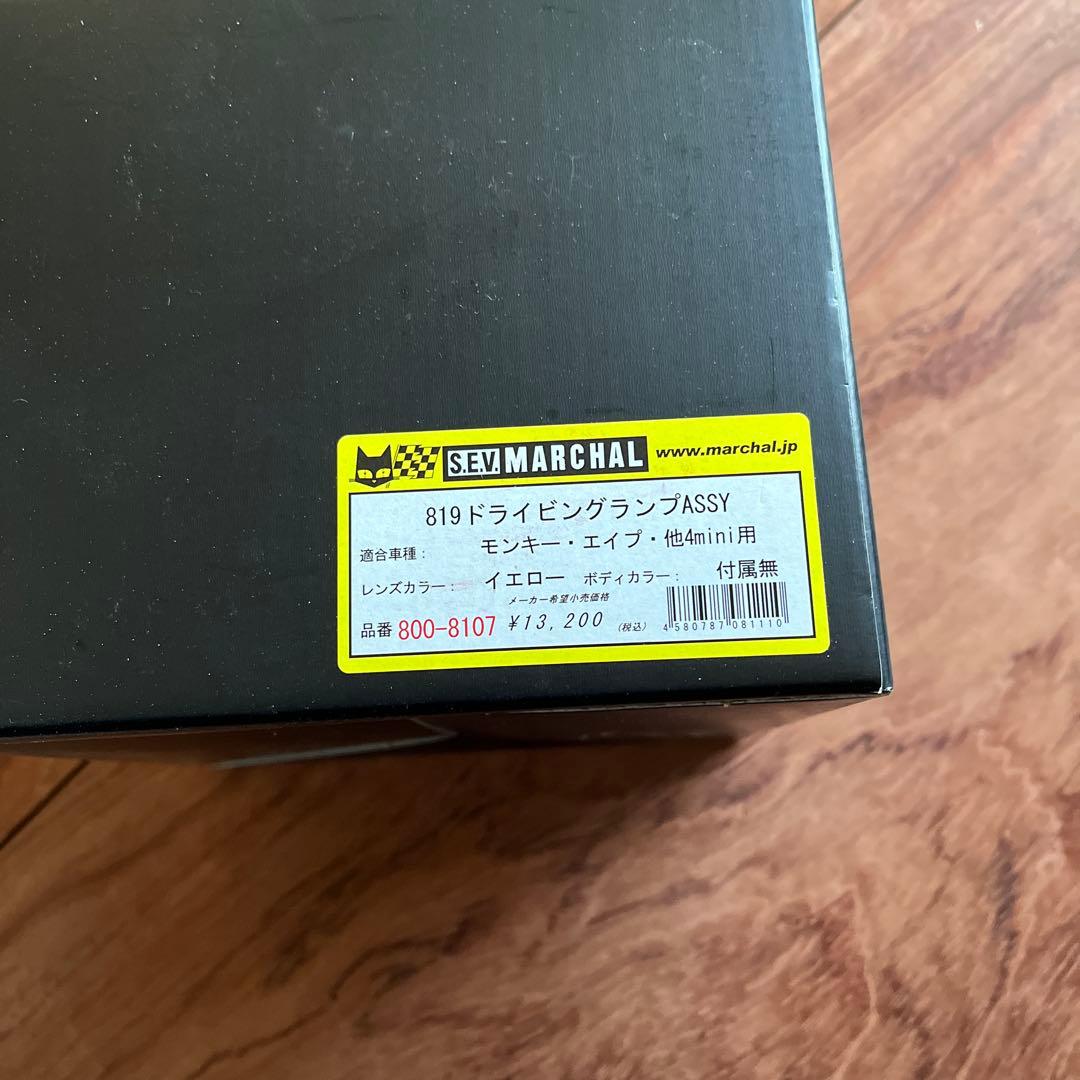 S.E.V. MARCHAL www.marchal.jp
819ドライビングランプASSY
適合車種: モンキー・エイプ・他4mini用
レンズカラー: イエロー ボディカラー: 付属無
メーカー希望小売価格
品番 800-8107 ¥13,200 (税込) 4580787081110